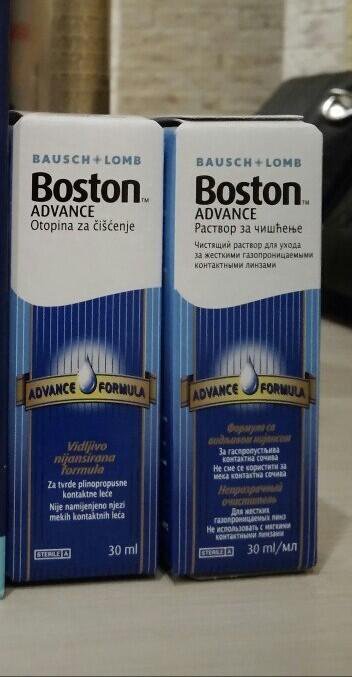 BAUSCH + LOMB
Boston™
ADVANCE
Otopina za čišćenje
ADVANCE FORMULA
Vidljivo
nijansirana
formula
Za tvrde plinopropusne
kontaktne leće
Nije namijenjeno njezi
mekih kontaktnih leća
STERILE A
30 ml
BAUSCH + LOMB
Boston™
ADVANCE
Раствор за чишћење
Чистящий раствор для ухода
за жесткими газопроницаемыми
контактными линзами
ADVANCE FORMULA
Формула са
видљивом нијансом
За гаспропустљива
контактна сочива
Не сме се користити за
мека контактна сочива
Непрозрачный
очиститель
Для жестких
газопроницаемых линз
Не использовать с мягкими
контактными линзами
STERILE A
30 ml/мл